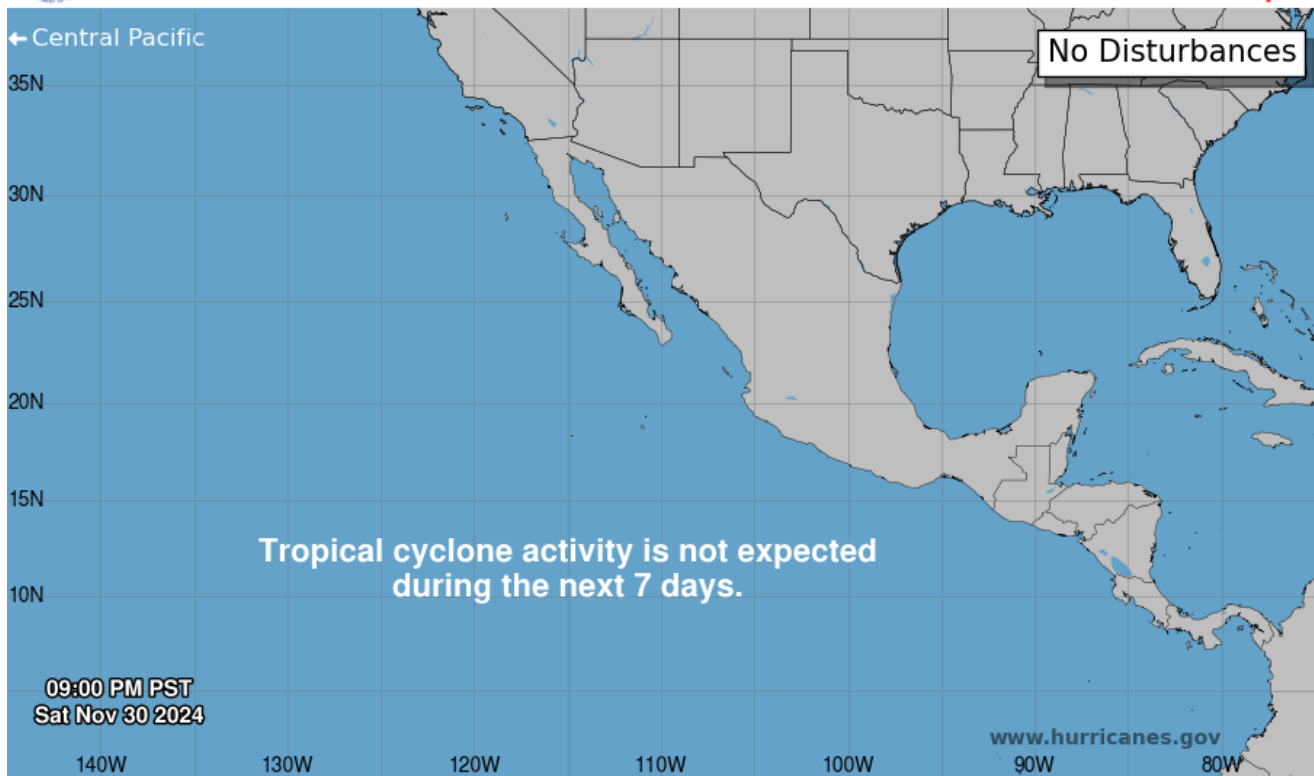 ← Central Pacific
No Disturbances
35N
30N
25N
20N
15N
Tropical cyclone activity is not expected
during the next 7 days.
10N
09:00 PM PST
Sat Nov 30 2024
www.hurricanes.gov
140W 130W 120W 110W 100W 90W 80W